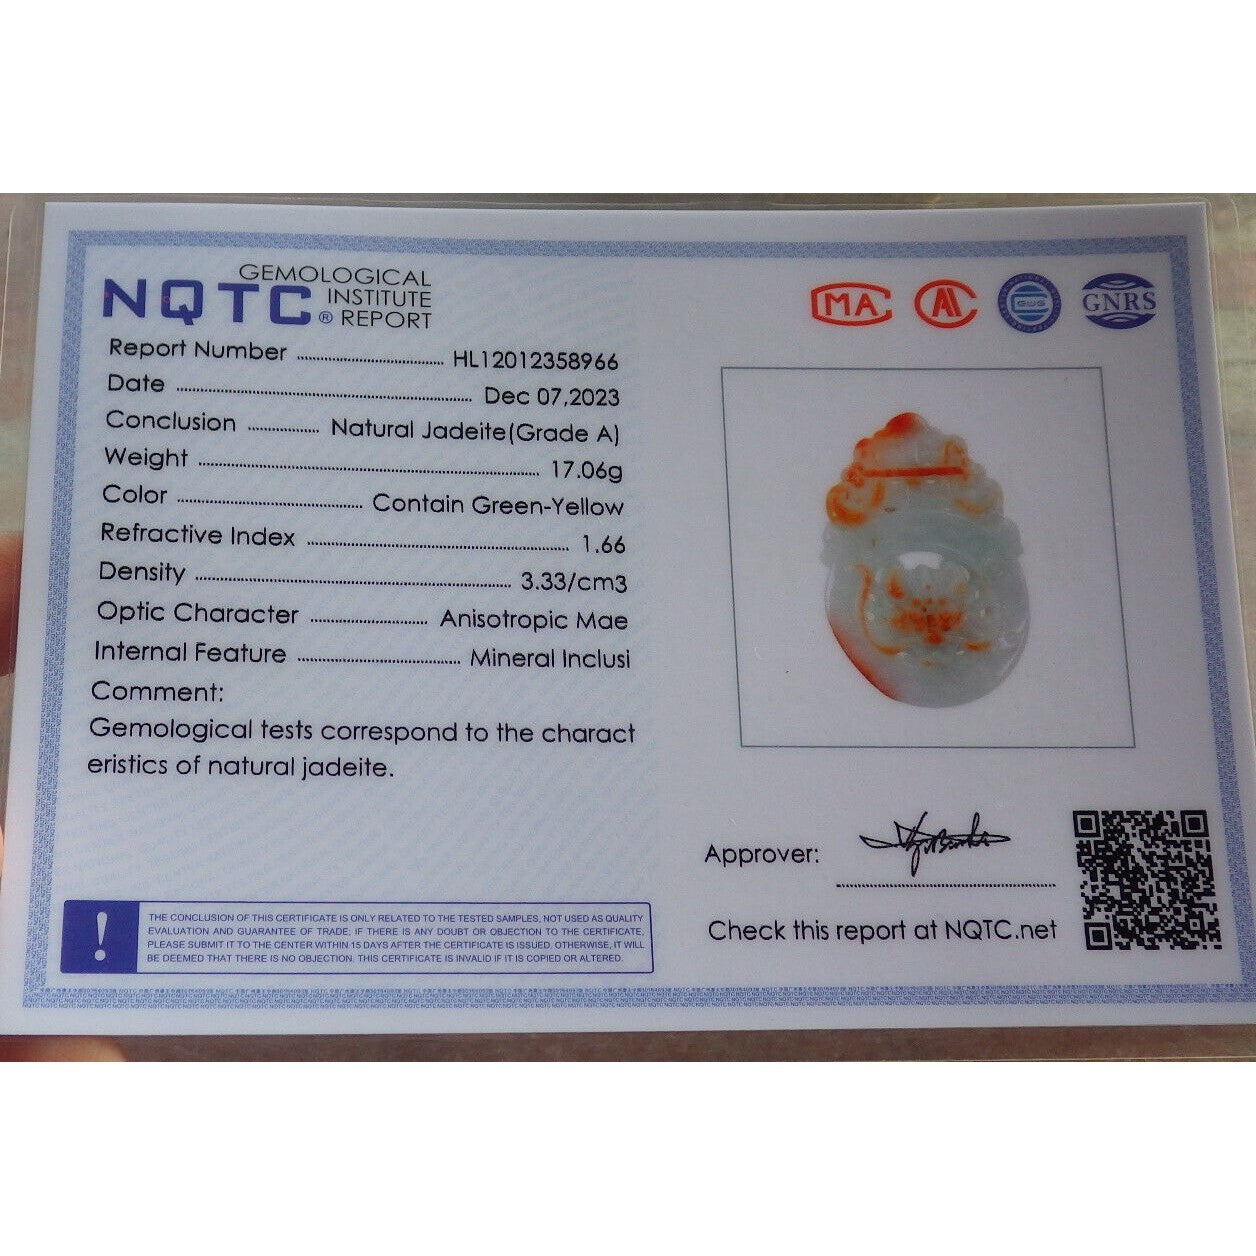 NQTC® GEMOLOGICAL INSTITUTE REPORT
MA
GNRS
Report Number HL12012358966
Date Dec 07,2023
Conclusion Natural Jadeite(Grade A)
Weight 17.06g
Color Contain Green-Yellow
Refractive Index 1.66
Density 3.33/cm3
Optic Character Anisotropic Mae
Internal Feature Mineral Inclusi
Comment:
Gemological tests correspond to the charact
eristics of natural jadeite.
!
THE CONCLUSION OF THIS CERTIFICATE IS ONLY RELATED TO THE TESTED SAMPLES, NOT USED AS QUALITY
EVALUATION AND GUARANTEE OF TRADE; IF THERE IS ANY DOUBT OR OBJECTION TO THE CERTIFICATE,
PLEASE SUBMIT IT TO THE CENTER WITHIN 15 DAYS AFTER THE CERTIFICATE IS ISSUED. OTHERWISE, IT WILL
BE DEEMED THAT THERE IS NO OBJECTION. THIS CERTIFICATE IS INVALID IF IT IS COPIED OR ALTERED.
Approver:
Check this report at NQTC.net